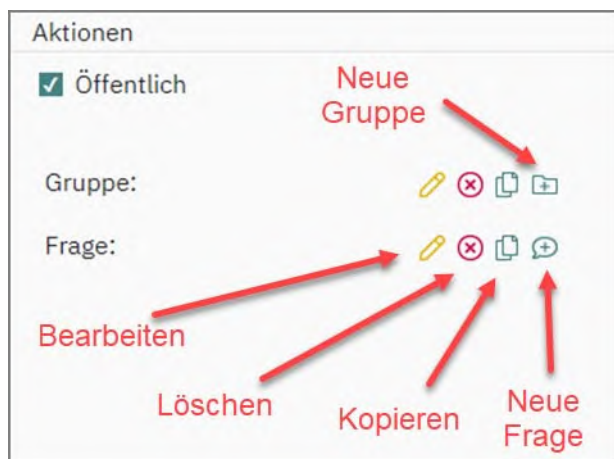 Aktionen
Öffentlich
Neue
Gruppe
Gruppe:
Frage:
Bearbeiten
Löschen
Kopieren
Neue
Frage